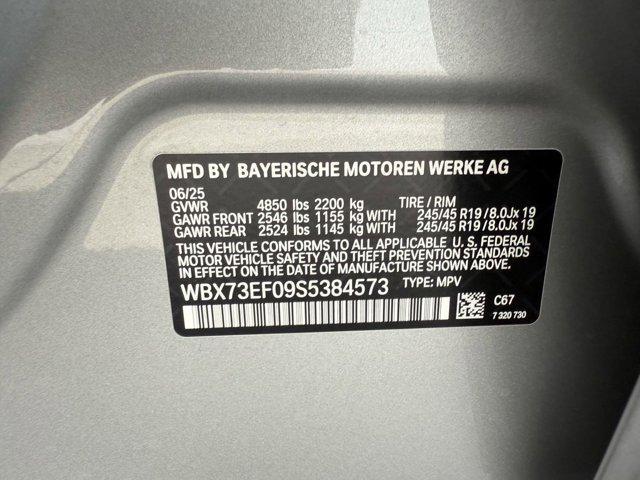 MFD BY BAYERISCHE MOTOREN WERKE AG
06/25
GVWR 4850 lbs 2200 kg TIRE / RIM
GAWR FRONT 2546 lbs 1155 kg WITH 245/45 R19 / 8.0Jx 19
GAWR REAR 2524 lbs 1145 kg WITH 245/45 R19 / 8.0Jx 19
THIS VEHICLE CONFORMS TO ALL APPLICABLE U. S. FEDERAL
MOTOR VEHICLE SAFETY AND THEFT PREVENTION STANDARDS
IN EFFECT ON THE DATE OF MANUFACTURE SHOWN ABOVE.
WBX73EF09S5384573 TYPE: MPV
C67
7 320 730